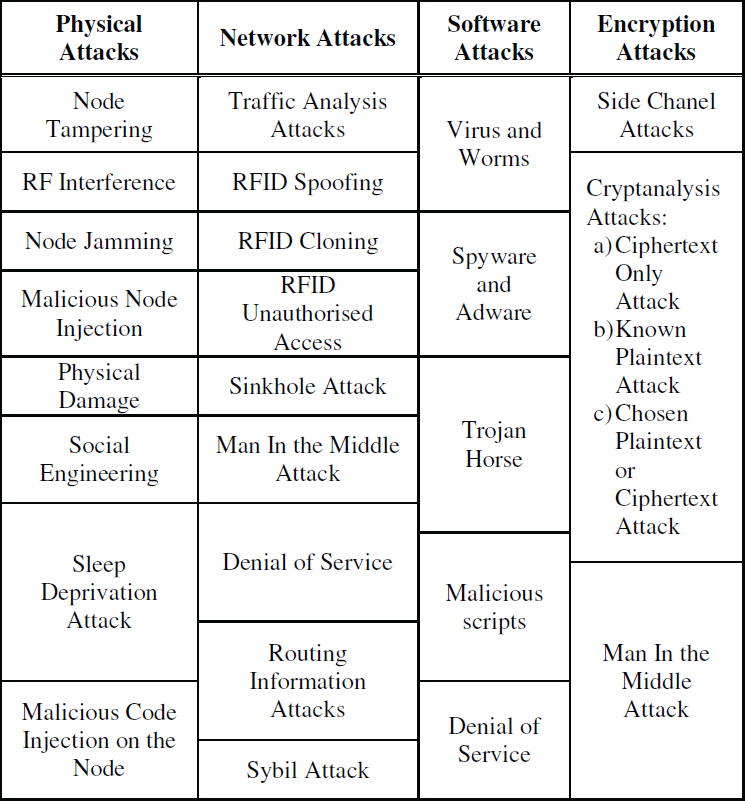 Physical
Attacks
Network Attacks
Software
Attacks
Encryption
Attacks
Node
Tampering
RF Interference
Node Jamming
Malicious Node
Injection
Physical
Damage
Social
Engineering
Sleep
Deprivation
Attack
Malicious Code
Injection on the
Node
Traffic Analysis
Attacks
RFID Spoofing
RFID Cloning
RFID
Unauthorised
Access
Sinkhole Attack
Man In the Middle
Attack
Denial of Service
Routing
Information
Attacks
Sybil Attack
Virus and
Worms
Spyware
and
Adware
Trojan
Horse
Malicious
scripts
Denial of
Service
Side Chanel
Attacks
Cryptanalysis
Attacks:
a) Ciphertext
Only
Attack
b) Known
Plaintext
Attack
c) Chosen
Plaintext
or
Ciphertext
Attack
Man In the
Middle
Attack